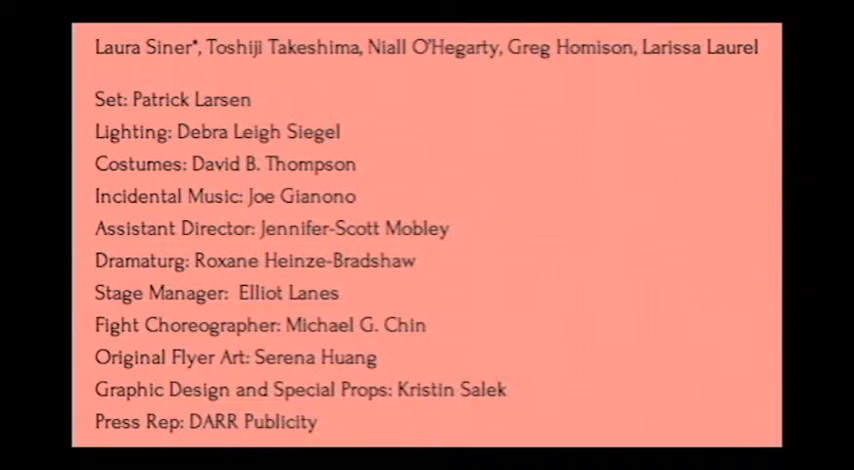 Laura Siner*, Toshiji Takeshima, Niall O'Hegarty, Greg Homison, Larissa Laurel
Set: Patrick Larsen
Lighting: Debra Leigh Siegel
Costumes: David B. Thompson
Incidental Music: Joe Gianono
Assistant Director: Jennifer-Scott Mobley
Dramaturg: Roxane Heinze-Bradshaw
Stage Manager:  Elliot Lanes
Fight Choreographer: Michael G. Chin
Original Flyer Art: Serena Huang
Graphic Design and Special Props: Kristin Salek
Press Rep: DARR Publicity